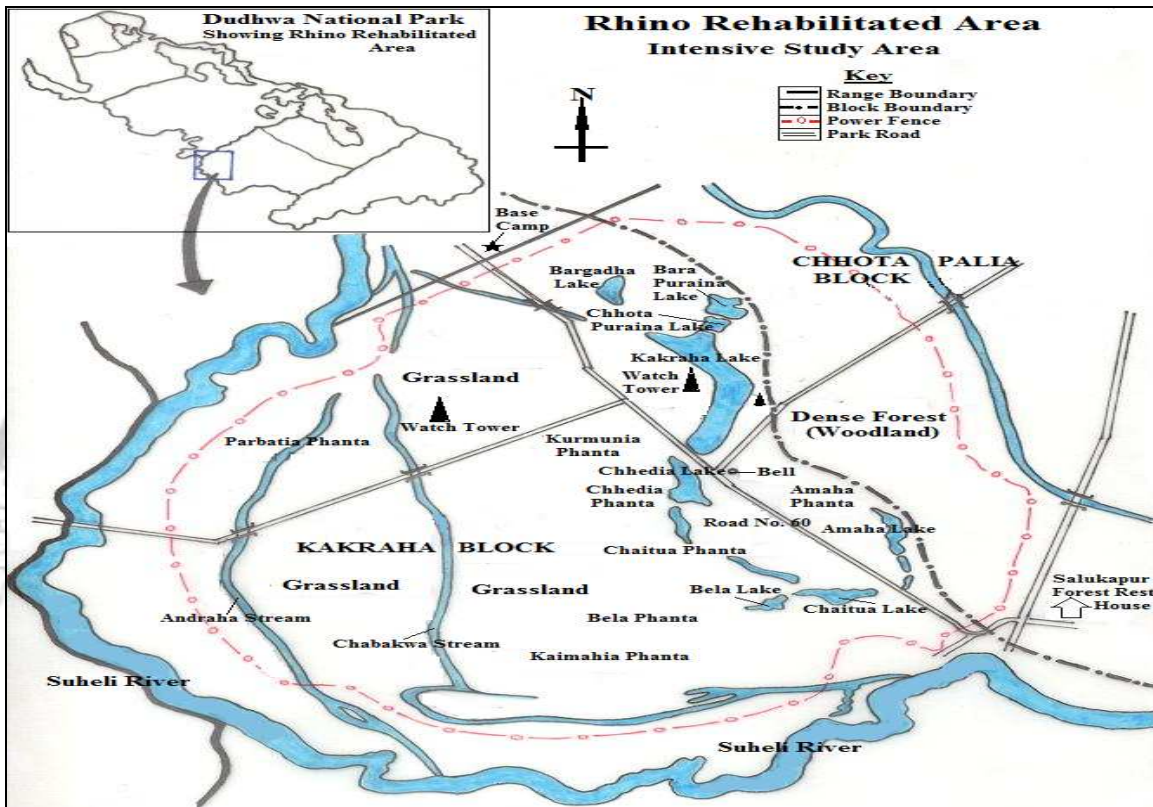 Dudhwa National Park
Showing Rhino Rehabilitated
Area
Rhino Rehabilitated Area
Intensive Study Area
Key
Range Boundary
Block Boundary
Power Fence
Park Road
N
Base
Camp
CHHOTA PALIA
BLOCK
Bargadha
Lake
Bara
Puraina
Lake
Chhota
Puraina Lake
Kakraha Lake
Watch
Tower
Grassland
Watch Tower
Dense Forest
(Woodland)
Parbatia Phanta
Kurmunia
Phanta
Chhedia Lake
Bell
Chhedia
Phanta
Amaha
Phanta
Road No. 60
Amaha Lake
KAKRAHA BLOCK
Chaitua Phanta
Grassland
Grassland
Bela Lake
Chaitua Lake
Salukapur
Forest Rest
House
Andraha Stream
Bela Phanta
Chabakwa Stream
Kaimahia Phanta
Suheli River
Suheli River